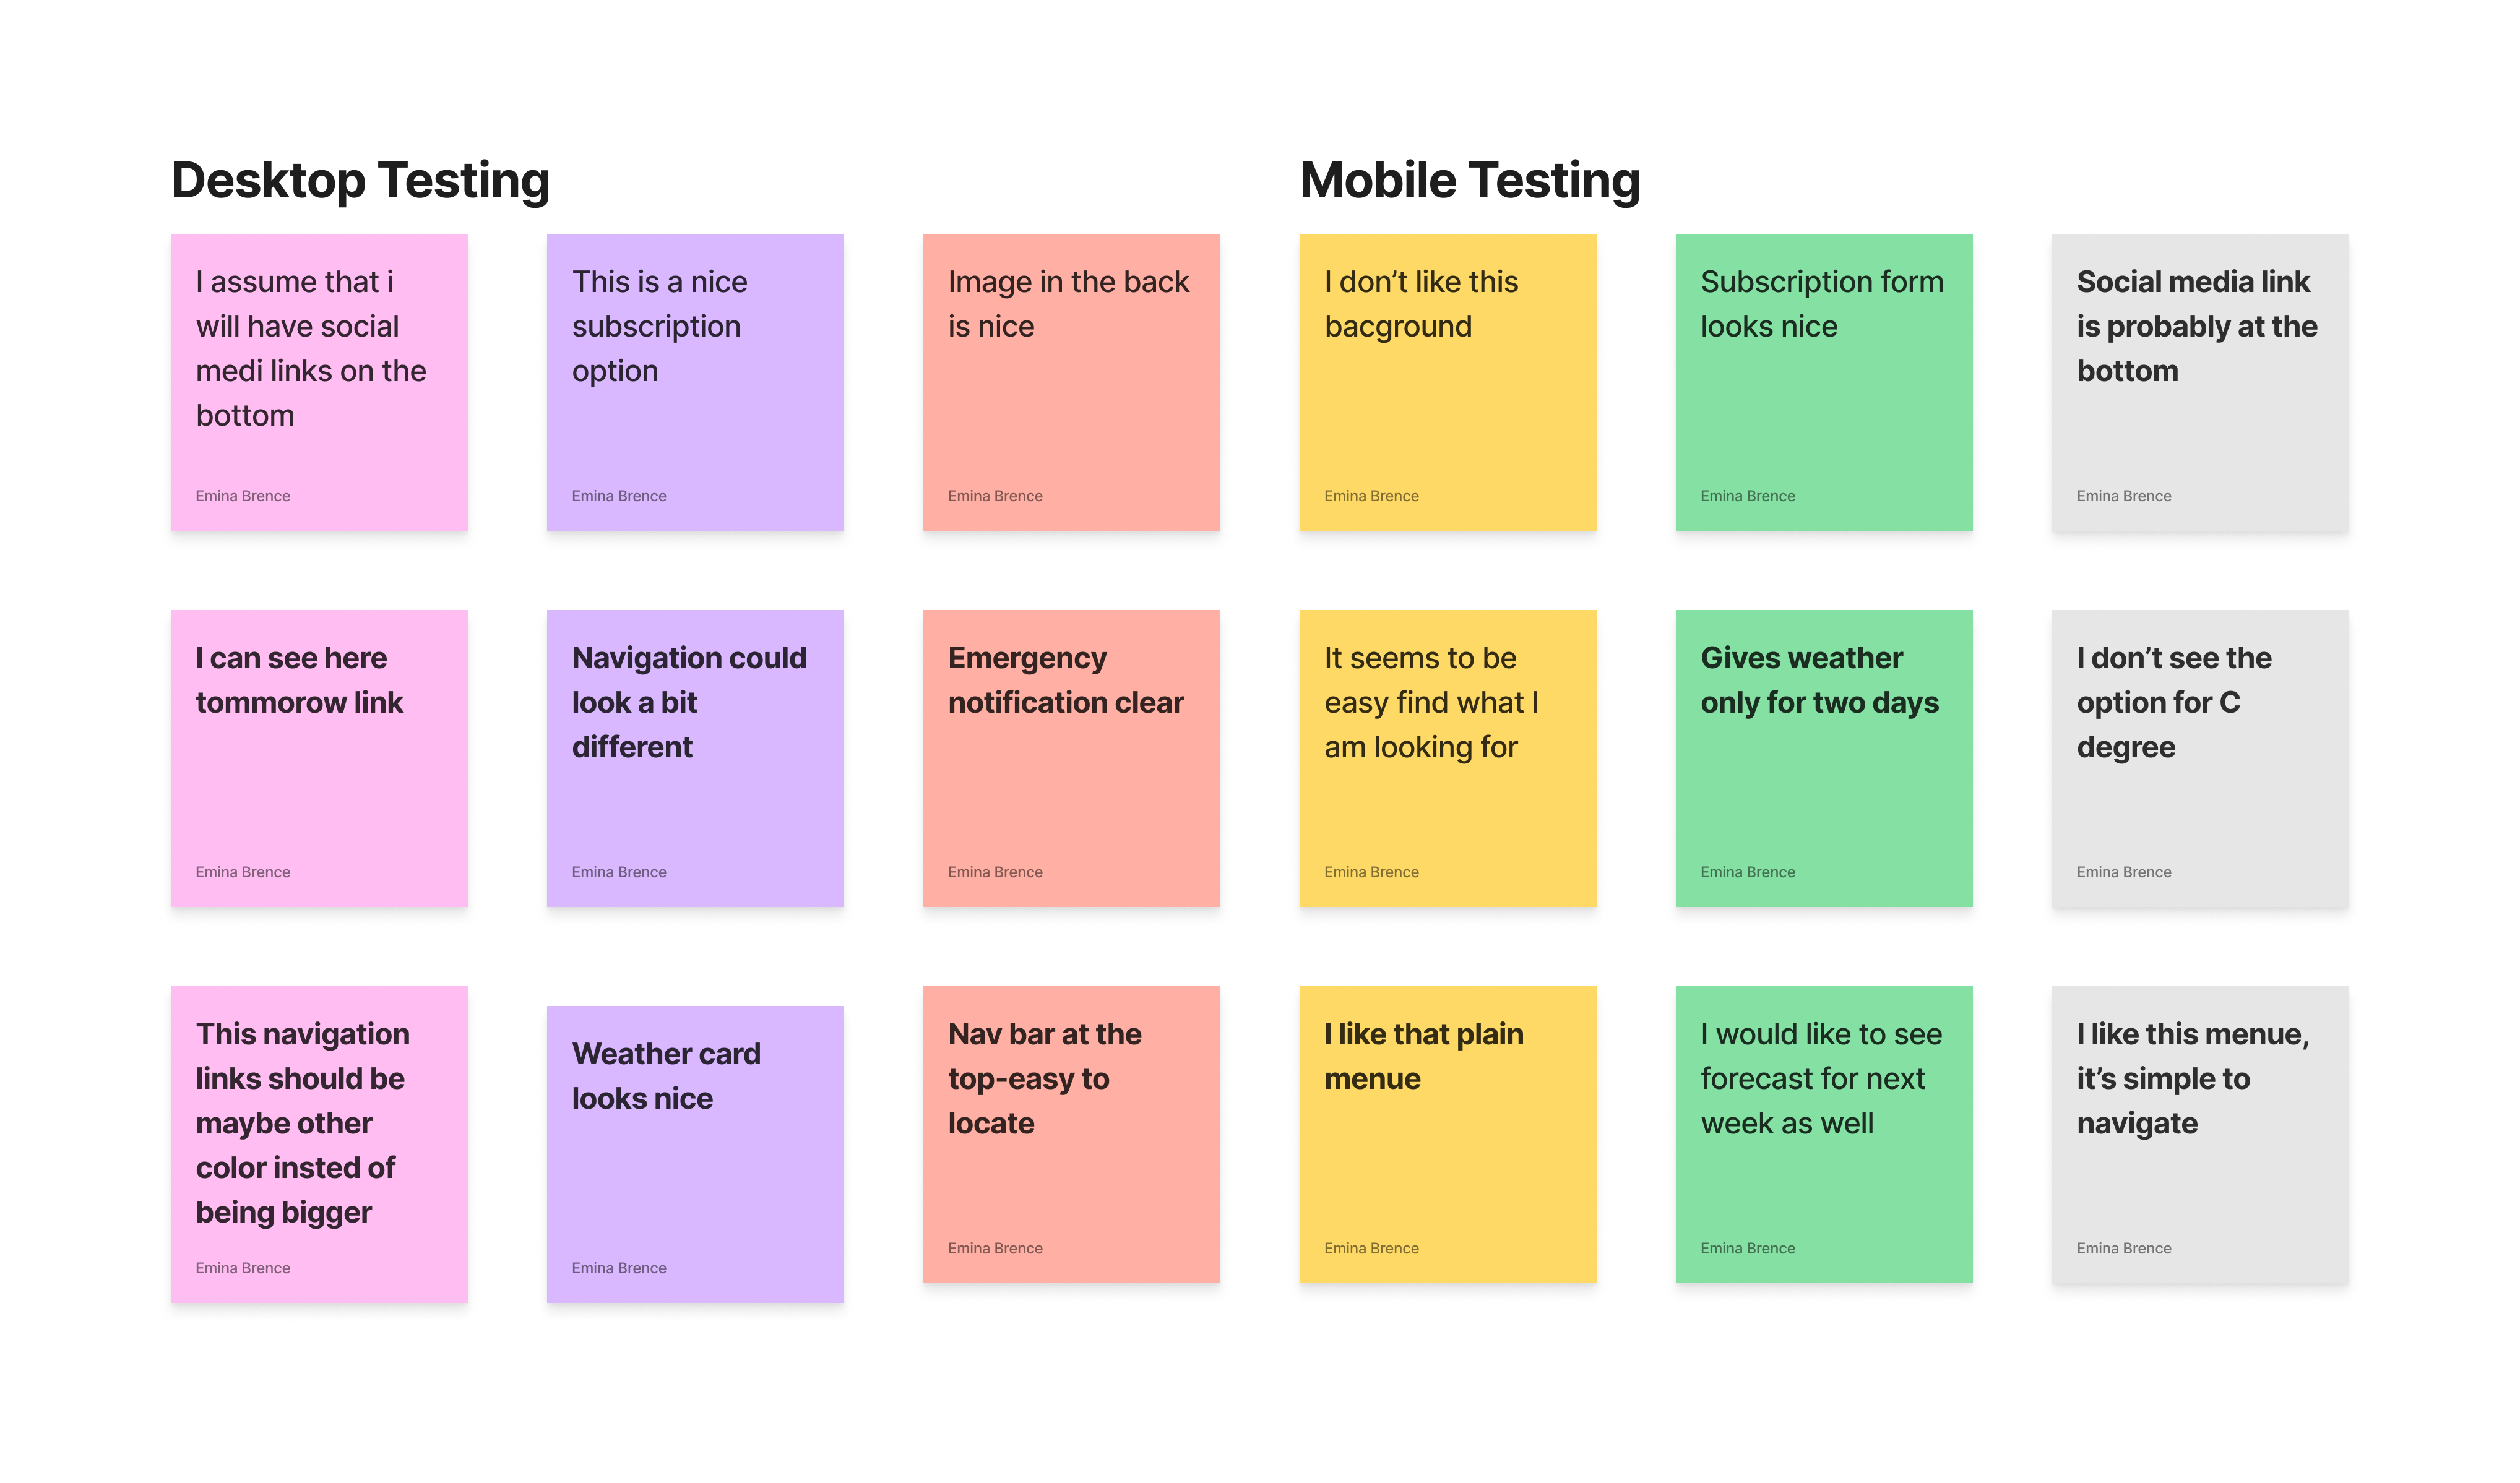 Desktop Testing
Mobile Testing
I assume that i
will have social
medi links on the
bottom
Emina Brence
This is a nice
subscription
option
Emina Brence
Image in the back
is nice
Emina Brence
I don’t like this
bacground
Emina Brence
Subscription form
looks nice
Emina Brence
Social media link
is probably at the
bottom
Emina Brence
I can see here
tommorow link
Emina Brence
Navigation could
look a bit
different
Emina Brence
Emergency
notification clear
Emina Brence
It seems to be
easy find what I
am looking for
Emina Brence
Gives weather
only for two days
Emina Brence
I don’t see the
option for C
degree
Emina Brence
This navigation
links should be
maybe other
color insted of
being bigger
Emina Brence
Weather card
looks nice
Emina Brence
Nav bar at the
top-easy to
locate
Emina Brence
I like that plain
menue
Emina Brence
I would like to see
forecast for next
week as well
Emina Brence
I like this menue,
it’s simple to
navigate
Emina Brence